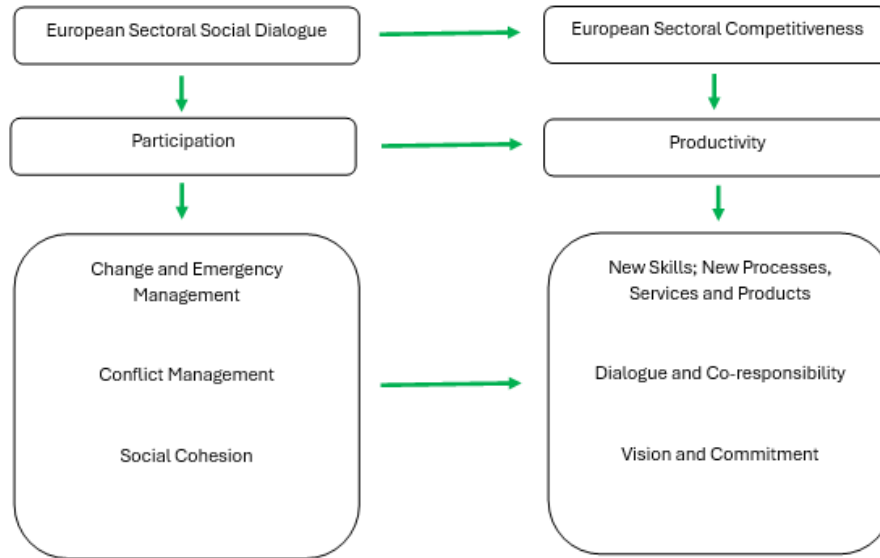 European Sectoral Social Dialogue
European Sectoral Competitiveness
Participation
Productivity
Change and Emergency
Management
New Skills; New Processes,
Services and Products
Conflict Management
Dialogue and Co-responsibility
Social Cohesion
Vision and Commitment